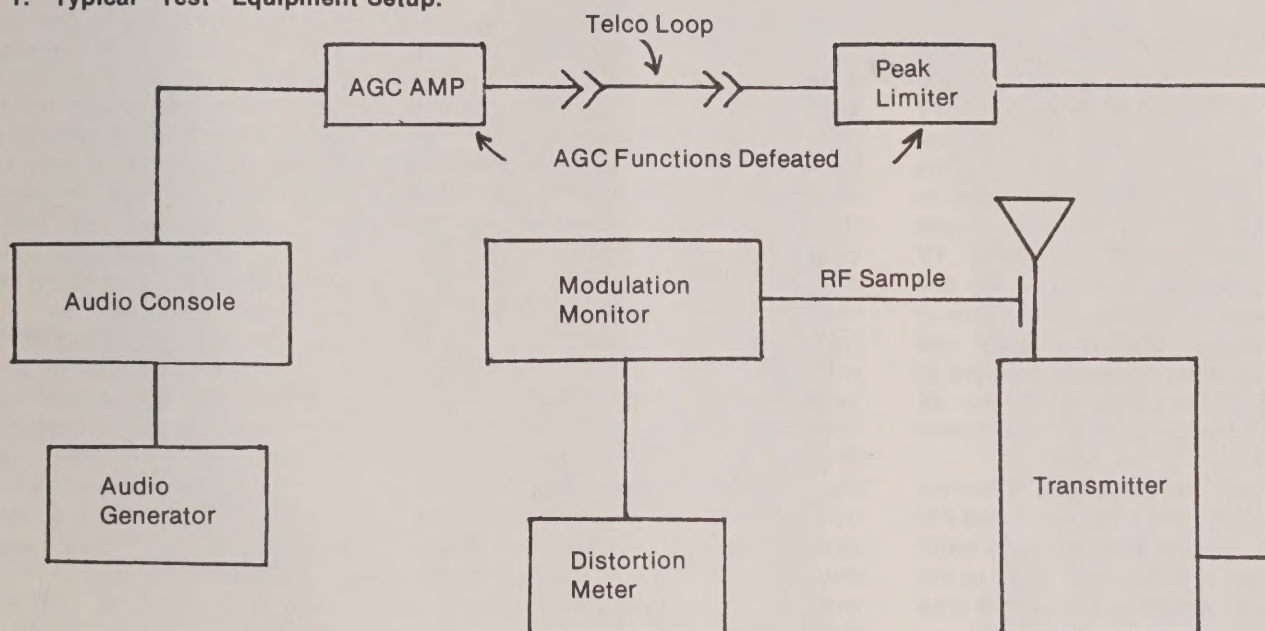 1. Typical "Test" Equipment Setup.
Telco Loop
AGC AMP
Peak
Limiter
AGC Functions Defeated
Audio Console
Modulation
Monitor
RF Sample
Audio
Generator
Distortion
Meter
Transmitter